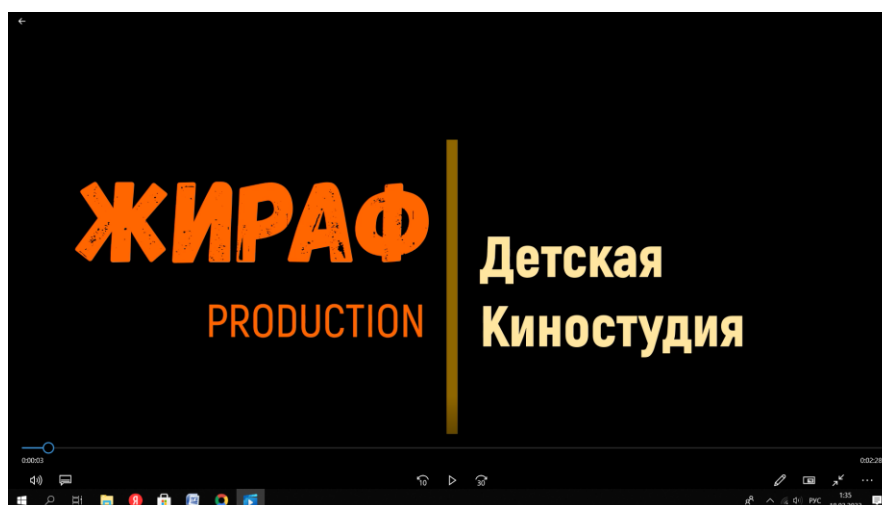 ЖИРАФ
PRODUCTION
Детская
Киностудия
0:00:03
0:02:28
10
30
РУС
1:35